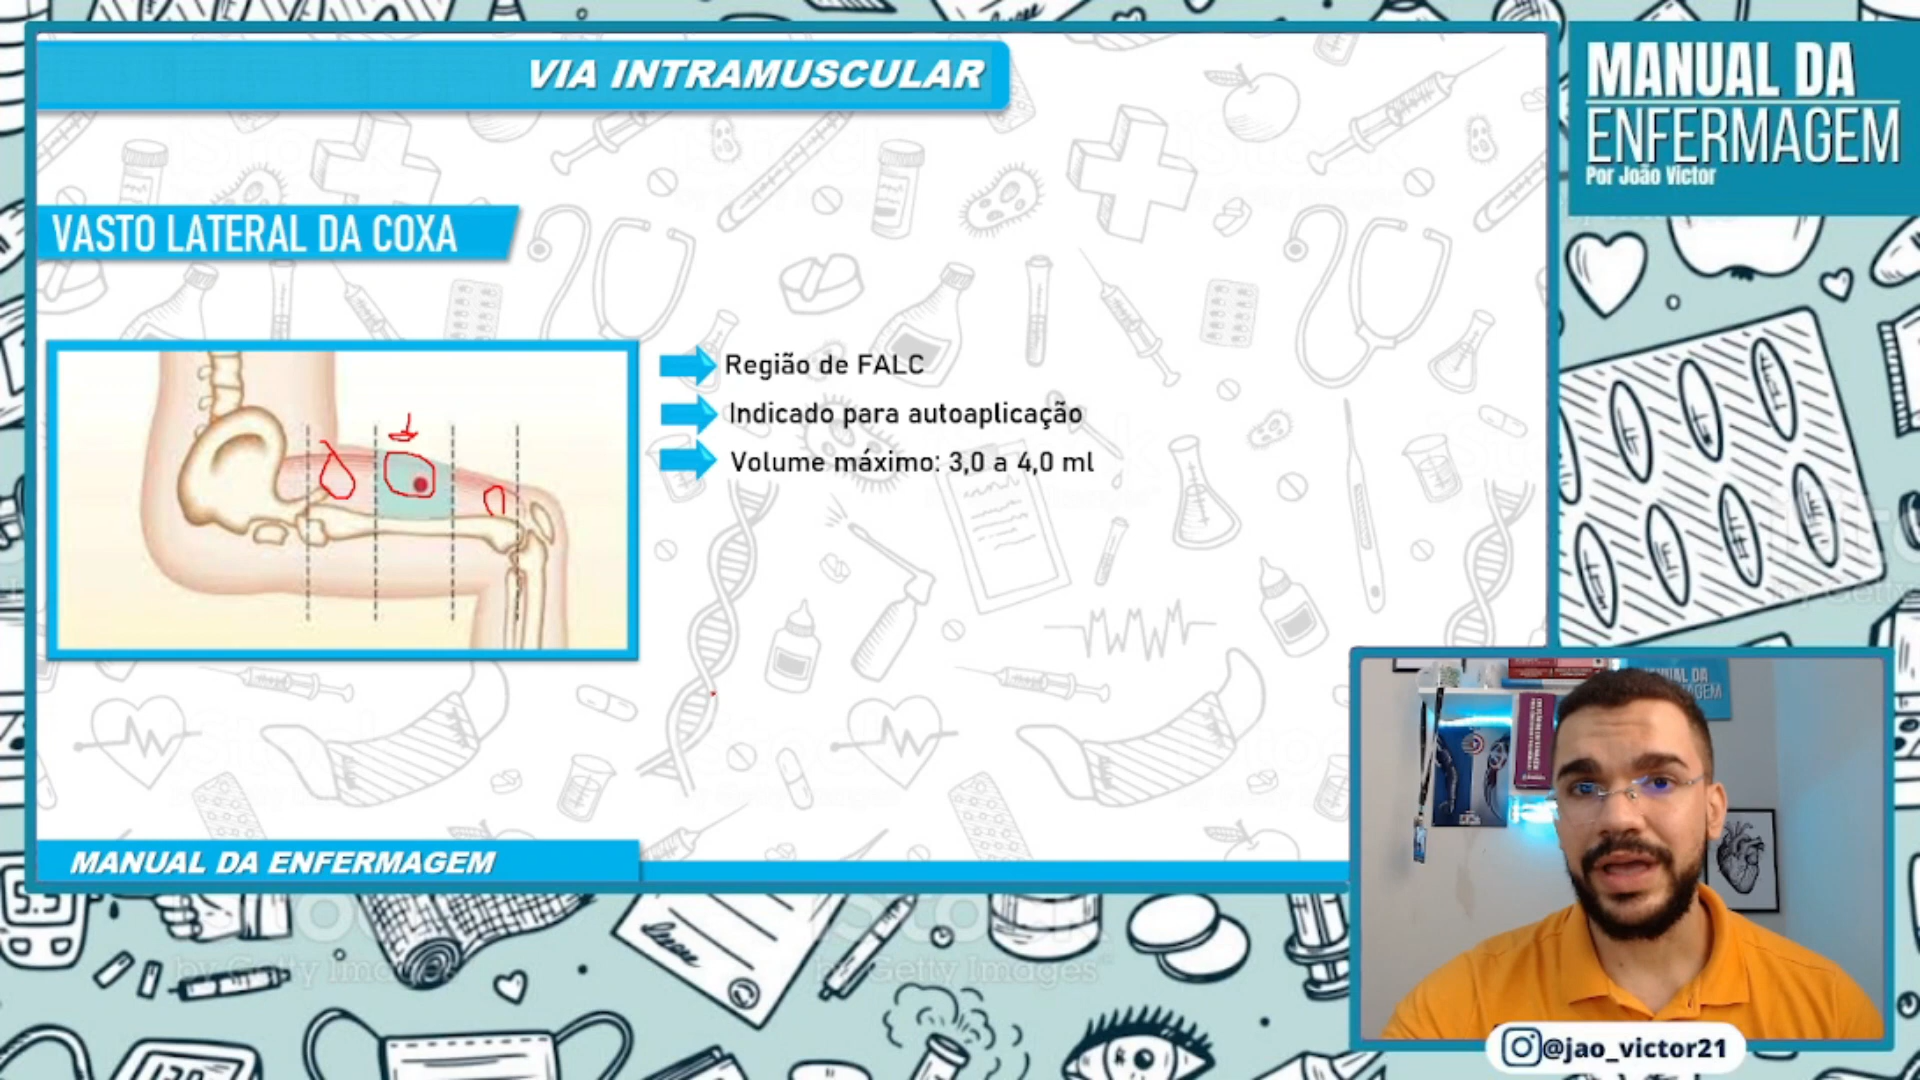 VIA INTRAMUSCULAR
MANUAL DA
ENFERMAGEM
Por João Victor
VASTO LATERAL DA COXA
Região de FALC
Indicado para autoaplicação
Volume máximo: 3,0 a 4,0 ml
MANUAL DA ENFERMAGEM
@jao_victor21